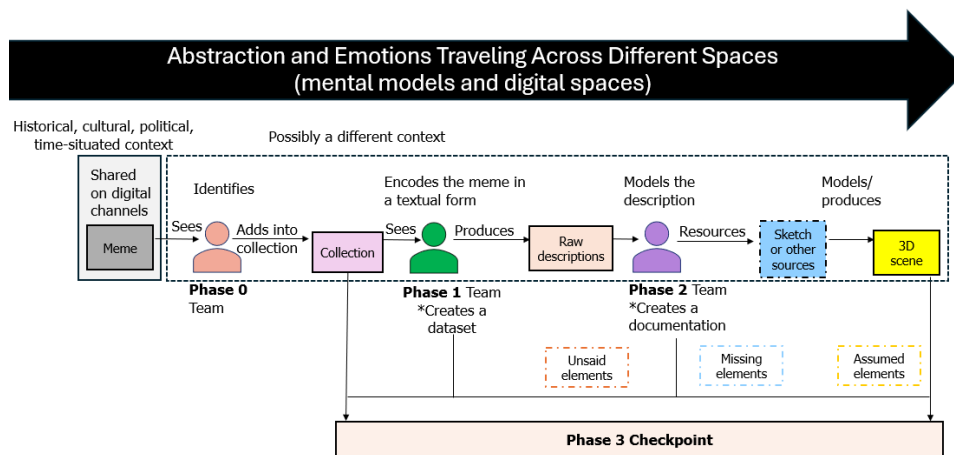 Abstraction and Emotions Traveling Across Different Spaces
(mental models and digital spaces)
Historical, cultural, political,
time-situated context
Possibly a different context
Shared
on digital
channels
Identifies
Encodes the meme in
a textual form
Models the
description
Models/
produces
Meme
Sees
Adds into
collection
Collection
Sees
Produces
Raw
descriptions
Resources
Sketch
or other
sources
3D
scene
Phase 0
Team
Phase 1 Team
*Creates a
dataset
Phase 2 Team
*Creates a
documentation
Unsaid
elements
Missing
elements
Assumed
elements
Phase 3 Checkpoint